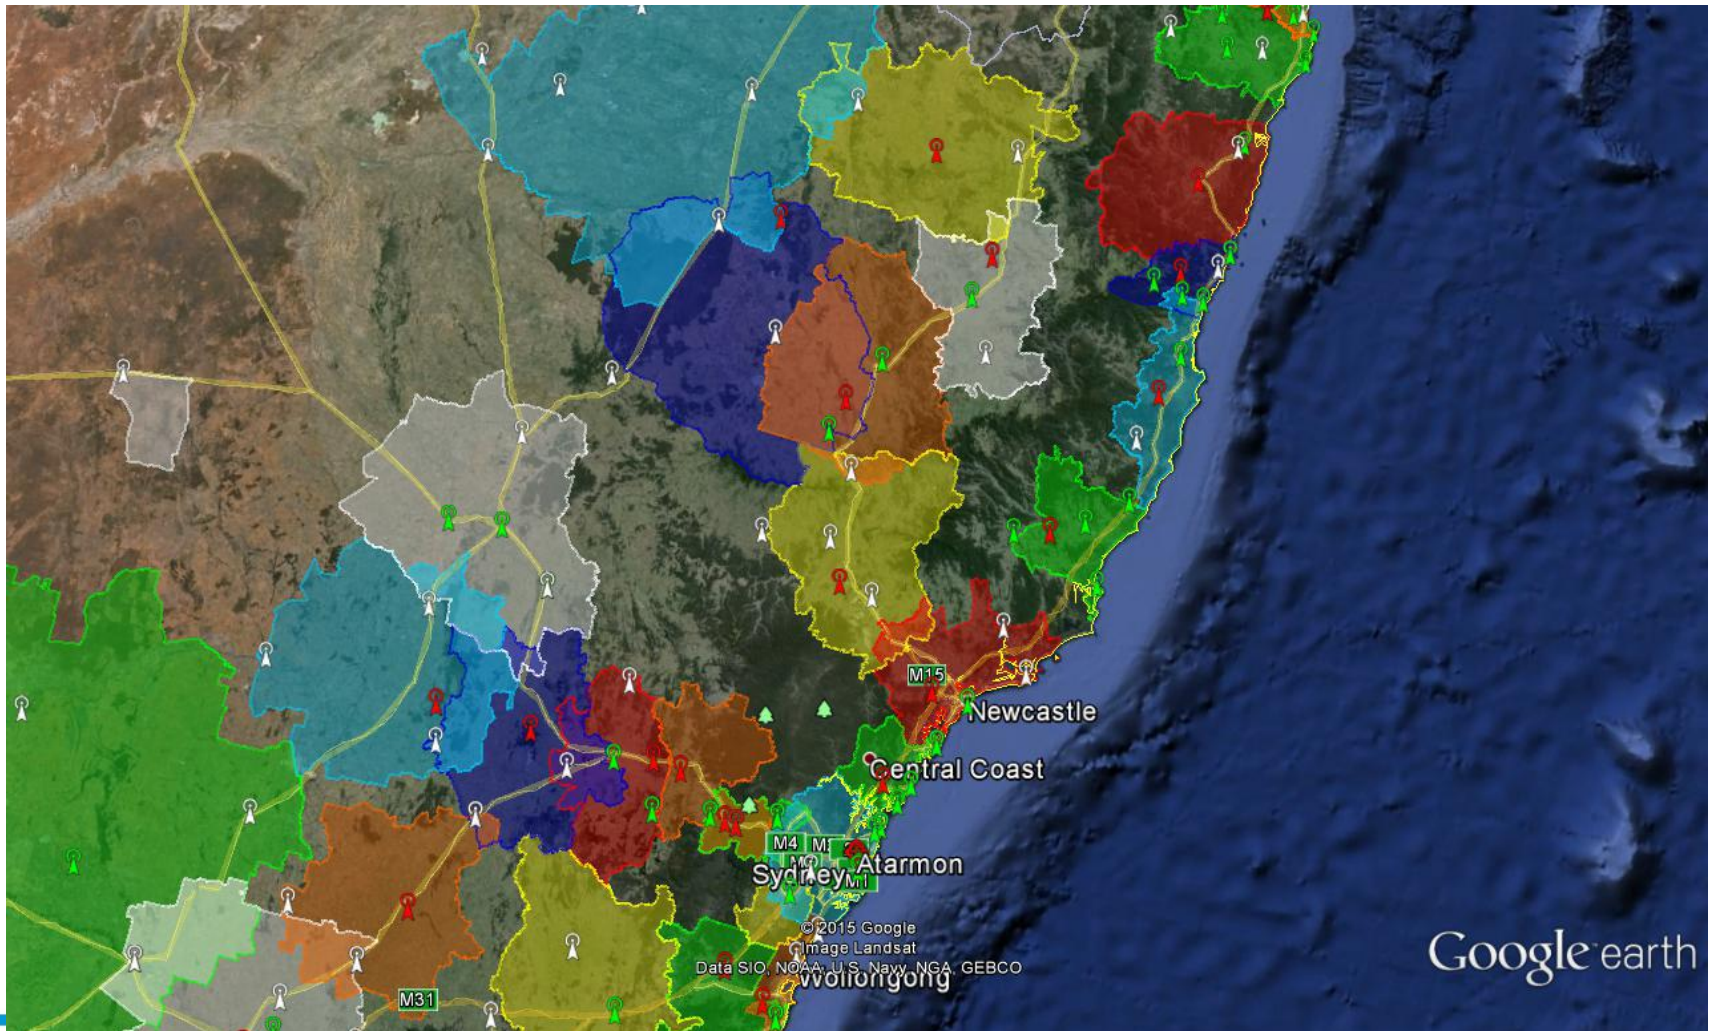 M15
Newcastle
Central Coast
M4
Atarmon
Sydney
M1
© 2015 Google
Image Landsat
Data SIO, NOAA, U.S. Navy, NGA, GEBCO
Wollongong
M31
Google earth